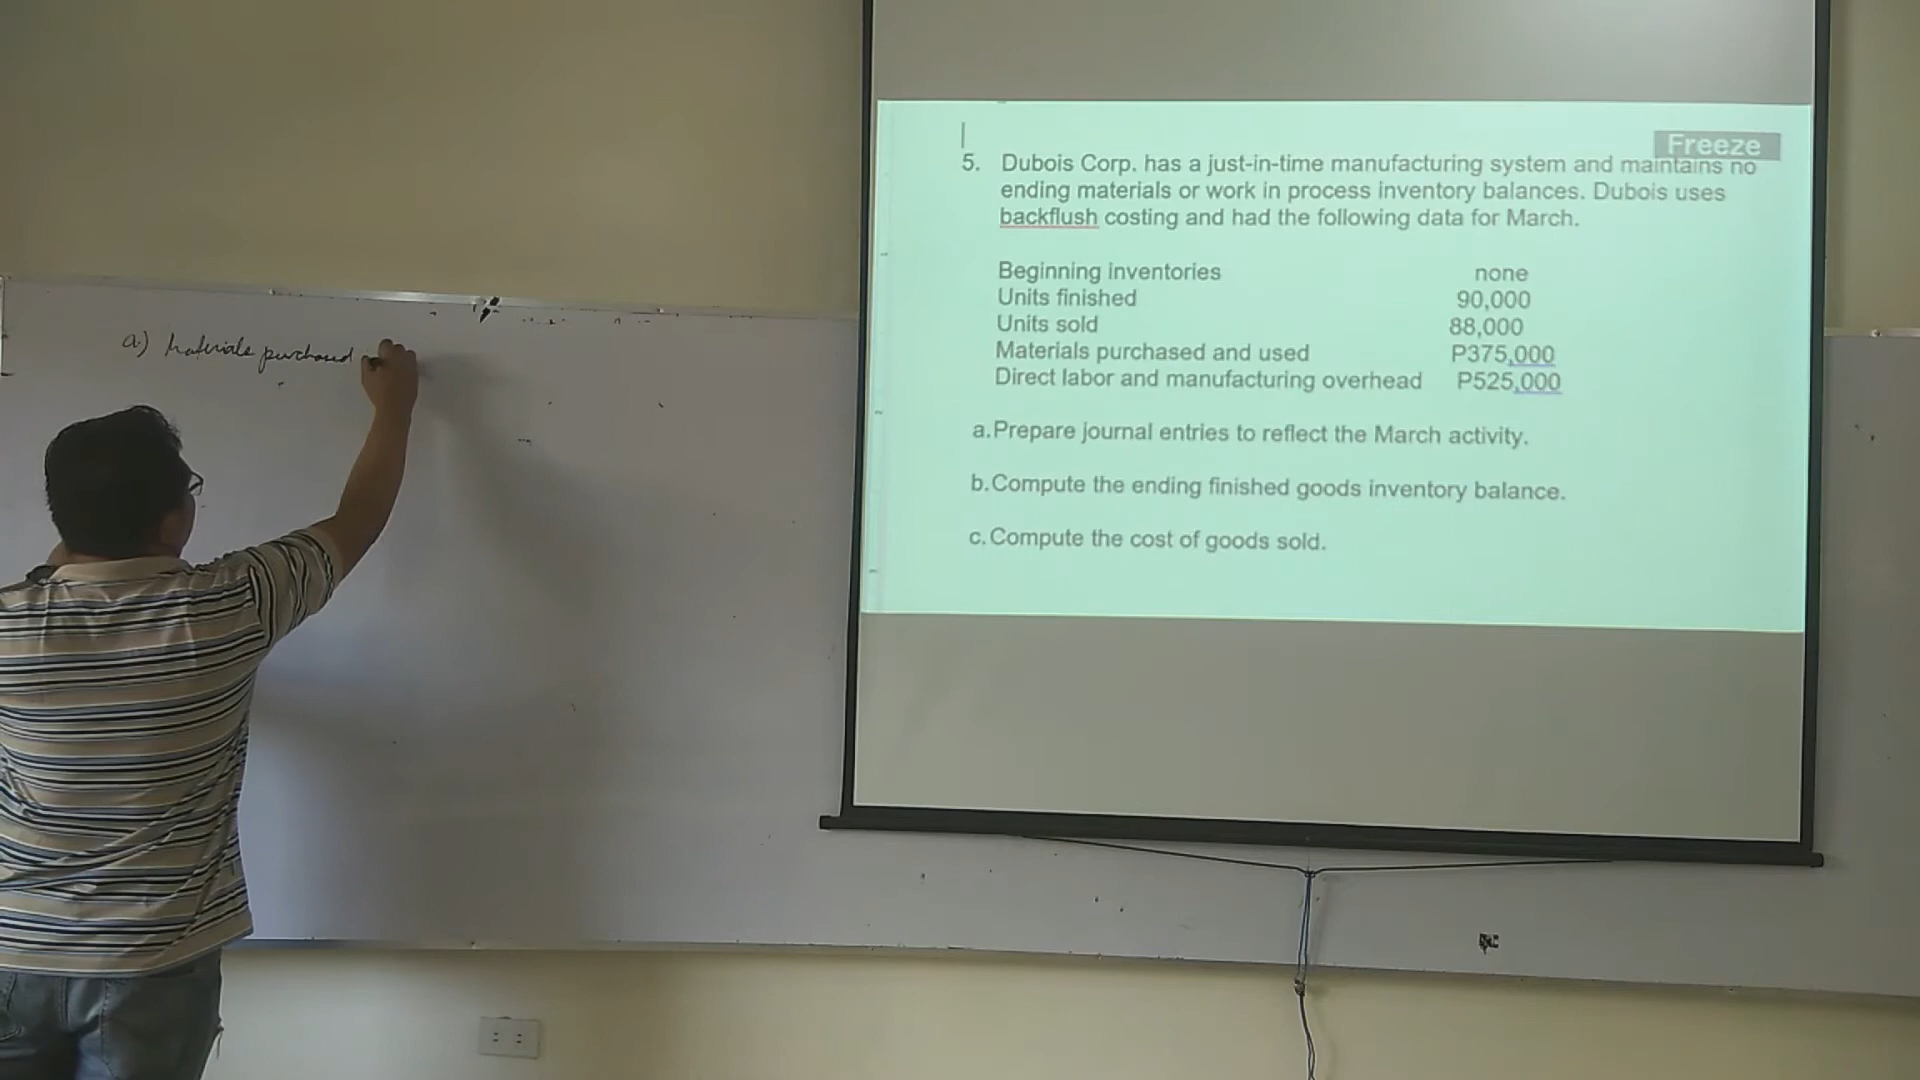 a.) Materials purchased
Freeze
5. Dubois Corp. has a just-in-time manufacturing system and maintains no
ending materials or work in process inventory balances. Dubois uses
backflush costing and had the following data for March.
Beginning inventories none
Units finished 90,000
Units sold 88,000
Materials purchased and used P375,000
Direct labor and manufacturing overhead P525,000
a.Prepare journal entries to reflect the March activity.
b.Compute the ending finished goods inventory balance.
c.Compute the cost of goods sold.